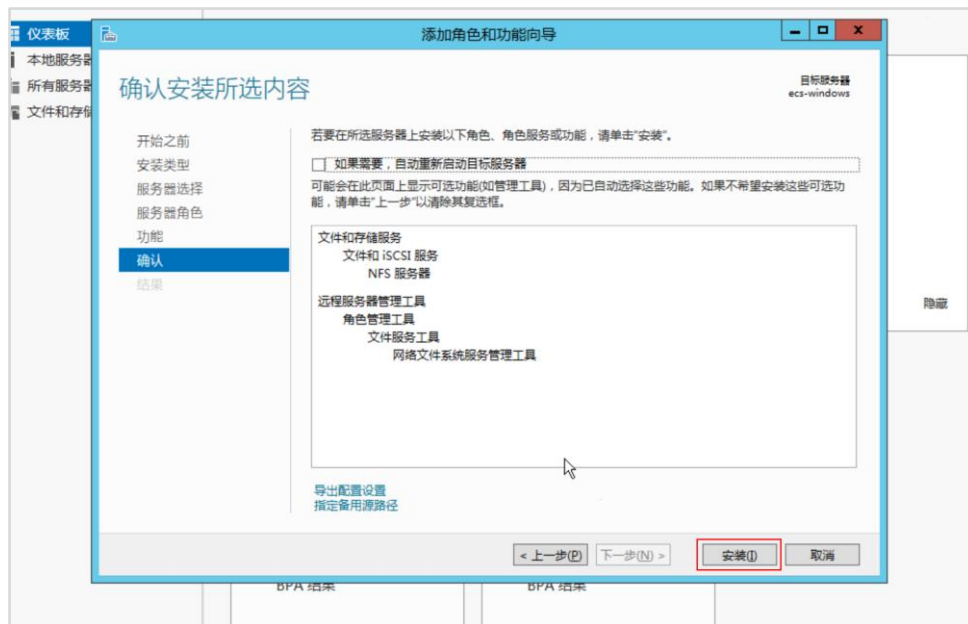 仪表板
本地服务器
所有服务器
文件和存储
添加角色和功能向导
确认安装所选内容
目标服务器
ecs-windows
开始之前
安装类型
服务器选择
服务器角色
功能
确认
结果
若要在所选服务器上安装以下角色、角色服务或功能，请单击"安装"。
如果需要，自动重新启动目标服务器
可能会在此页面上显示可选功能(如管理工具)，因为已自动选择这些功能。如果不希望安装这些可选功
能，请单击"上一步"以清除其复选框。
文件和存储服务
文件和 iSCSI 服务
NFS 服务器
远程服务器管理工具
角色管理工具
文件服务工具
网络文件系统服务管理工具
导出配置设置
指定备用源路径
< 上一步(P)
下一步(N) >
安装(I)
取消
隐藏
BPA 结果
BPA 结果